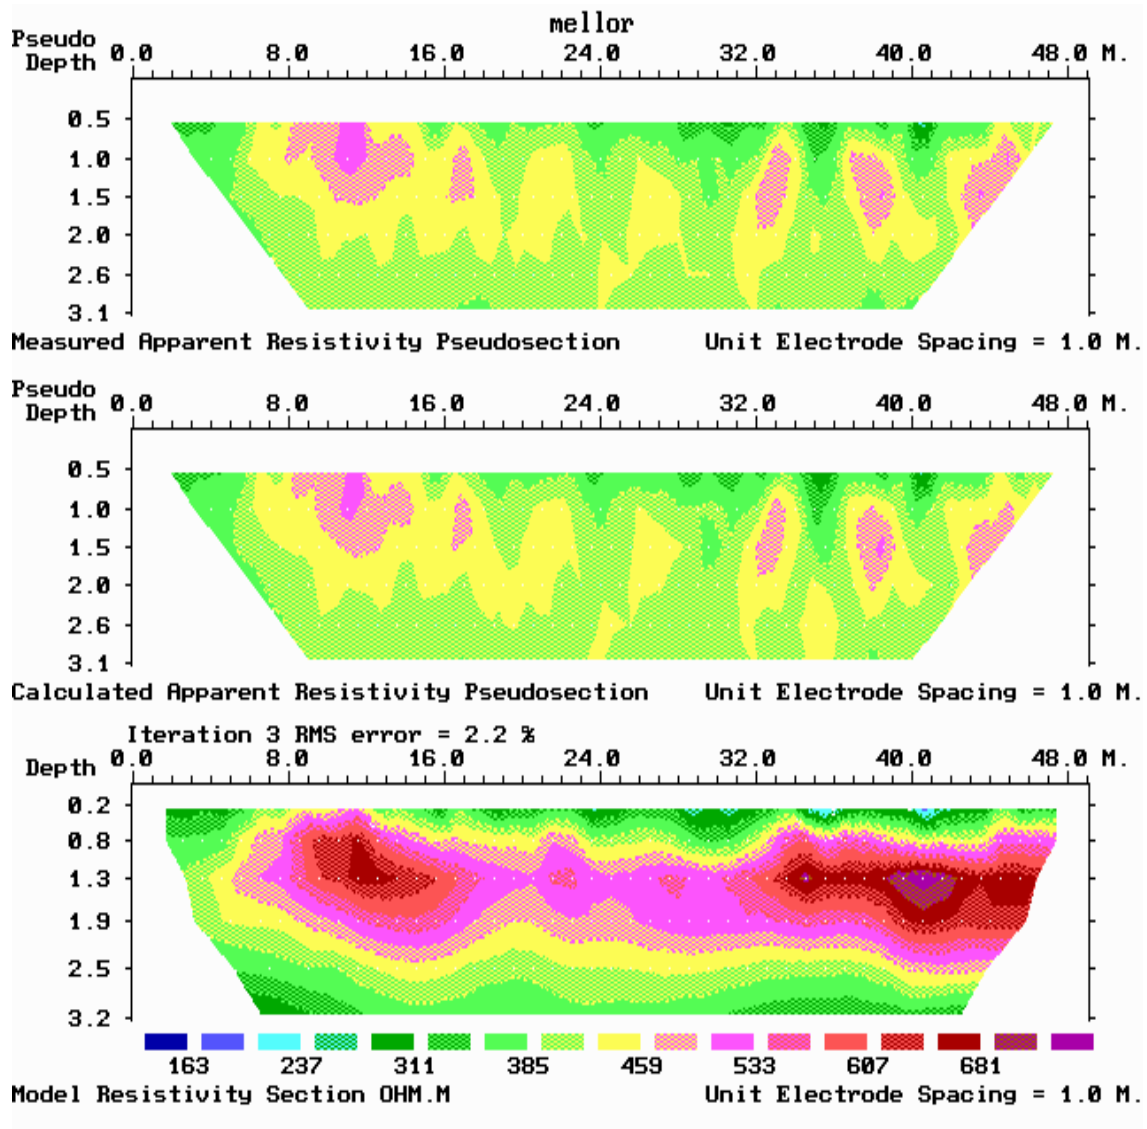 mellor
Pseudo Depth 0.0 8.0 16.0 24.0 32.0 40.0 48.0 M.
0.5
1.0
1.5
2.0
2.6
3.1
Measured Apparent Resistivity Pseudosection Unit Electrode Spacing = 1.0 M.
Pseudo Depth 0.0 8.0 16.0 24.0 32.0 40.0 48.0 M.
0.5
1.0
1.5
2.0
2.6
3.1
Calculated Apparent Resistivity Pseudosection Unit Electrode Spacing = 1.0 M.
Iteration 3 RMS error = 2.2 %
Depth 0.0 8.0 16.0 24.0 32.0 40.0 48.0 M.
0.2
0.8
1.3
1.9
2.5
3.2
163 237 311 385 459 533 607 681
Model Resistivity Section OHM.M Unit Electrode Spacing = 1.0 M.